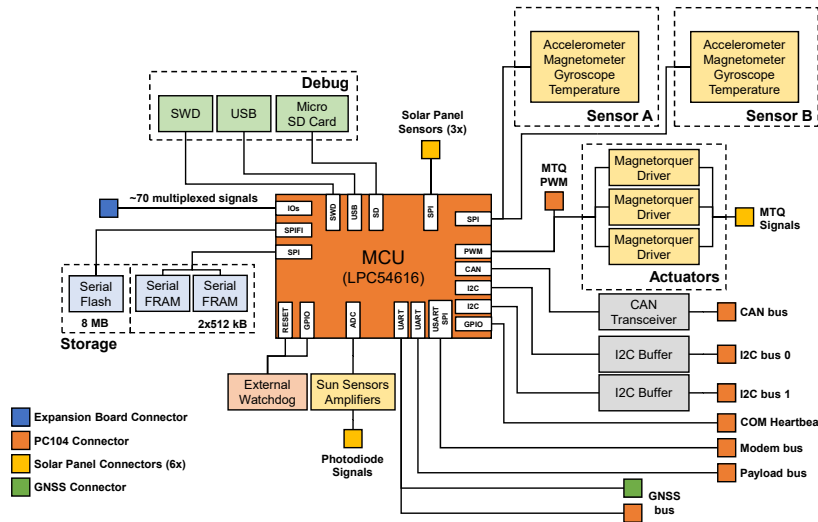 Accelerometer
Magnetometer
Gyroscope
Temperature
Sensor A
Accelerometer
Magnetometer
Gyroscope
Temperature
Sensor B
Debug
SWD
USB
Micro
SD Card
Solar Panel
Sensors (3x)
MTQ
PWM
Magnetorquer
Driver
Magnetorquer
Driver
Magnetorquer
Driver
Actuators
MTQ
Signals
~70 multiplexed signals
IOs
SPIFI
SPI
SWD
USB
SD
SPI
SPI
PWM
CAN
I2C
I2C
GPIO
MCU
(LPC54616)
RESET
GPIO
ADC
UART
UART
USART
SPI
Serial
Flash
8 MB
Serial
FRAM
Serial
FRAM
2x512 kB
Storage
CAN
Transceiver
CAN bus
I2C Buffer
I2C bus 0
I2C Buffer
I2C bus 1
External
Watchdog
Sun Sensors
Amplifiers
Photodiode
Signals
COM Heartbea
Modem bus
Payload bus
GNSS
bus
Expansion Board Connector
PC104 Connector
Solar Panel Connectors (6x)
GNSS Connector